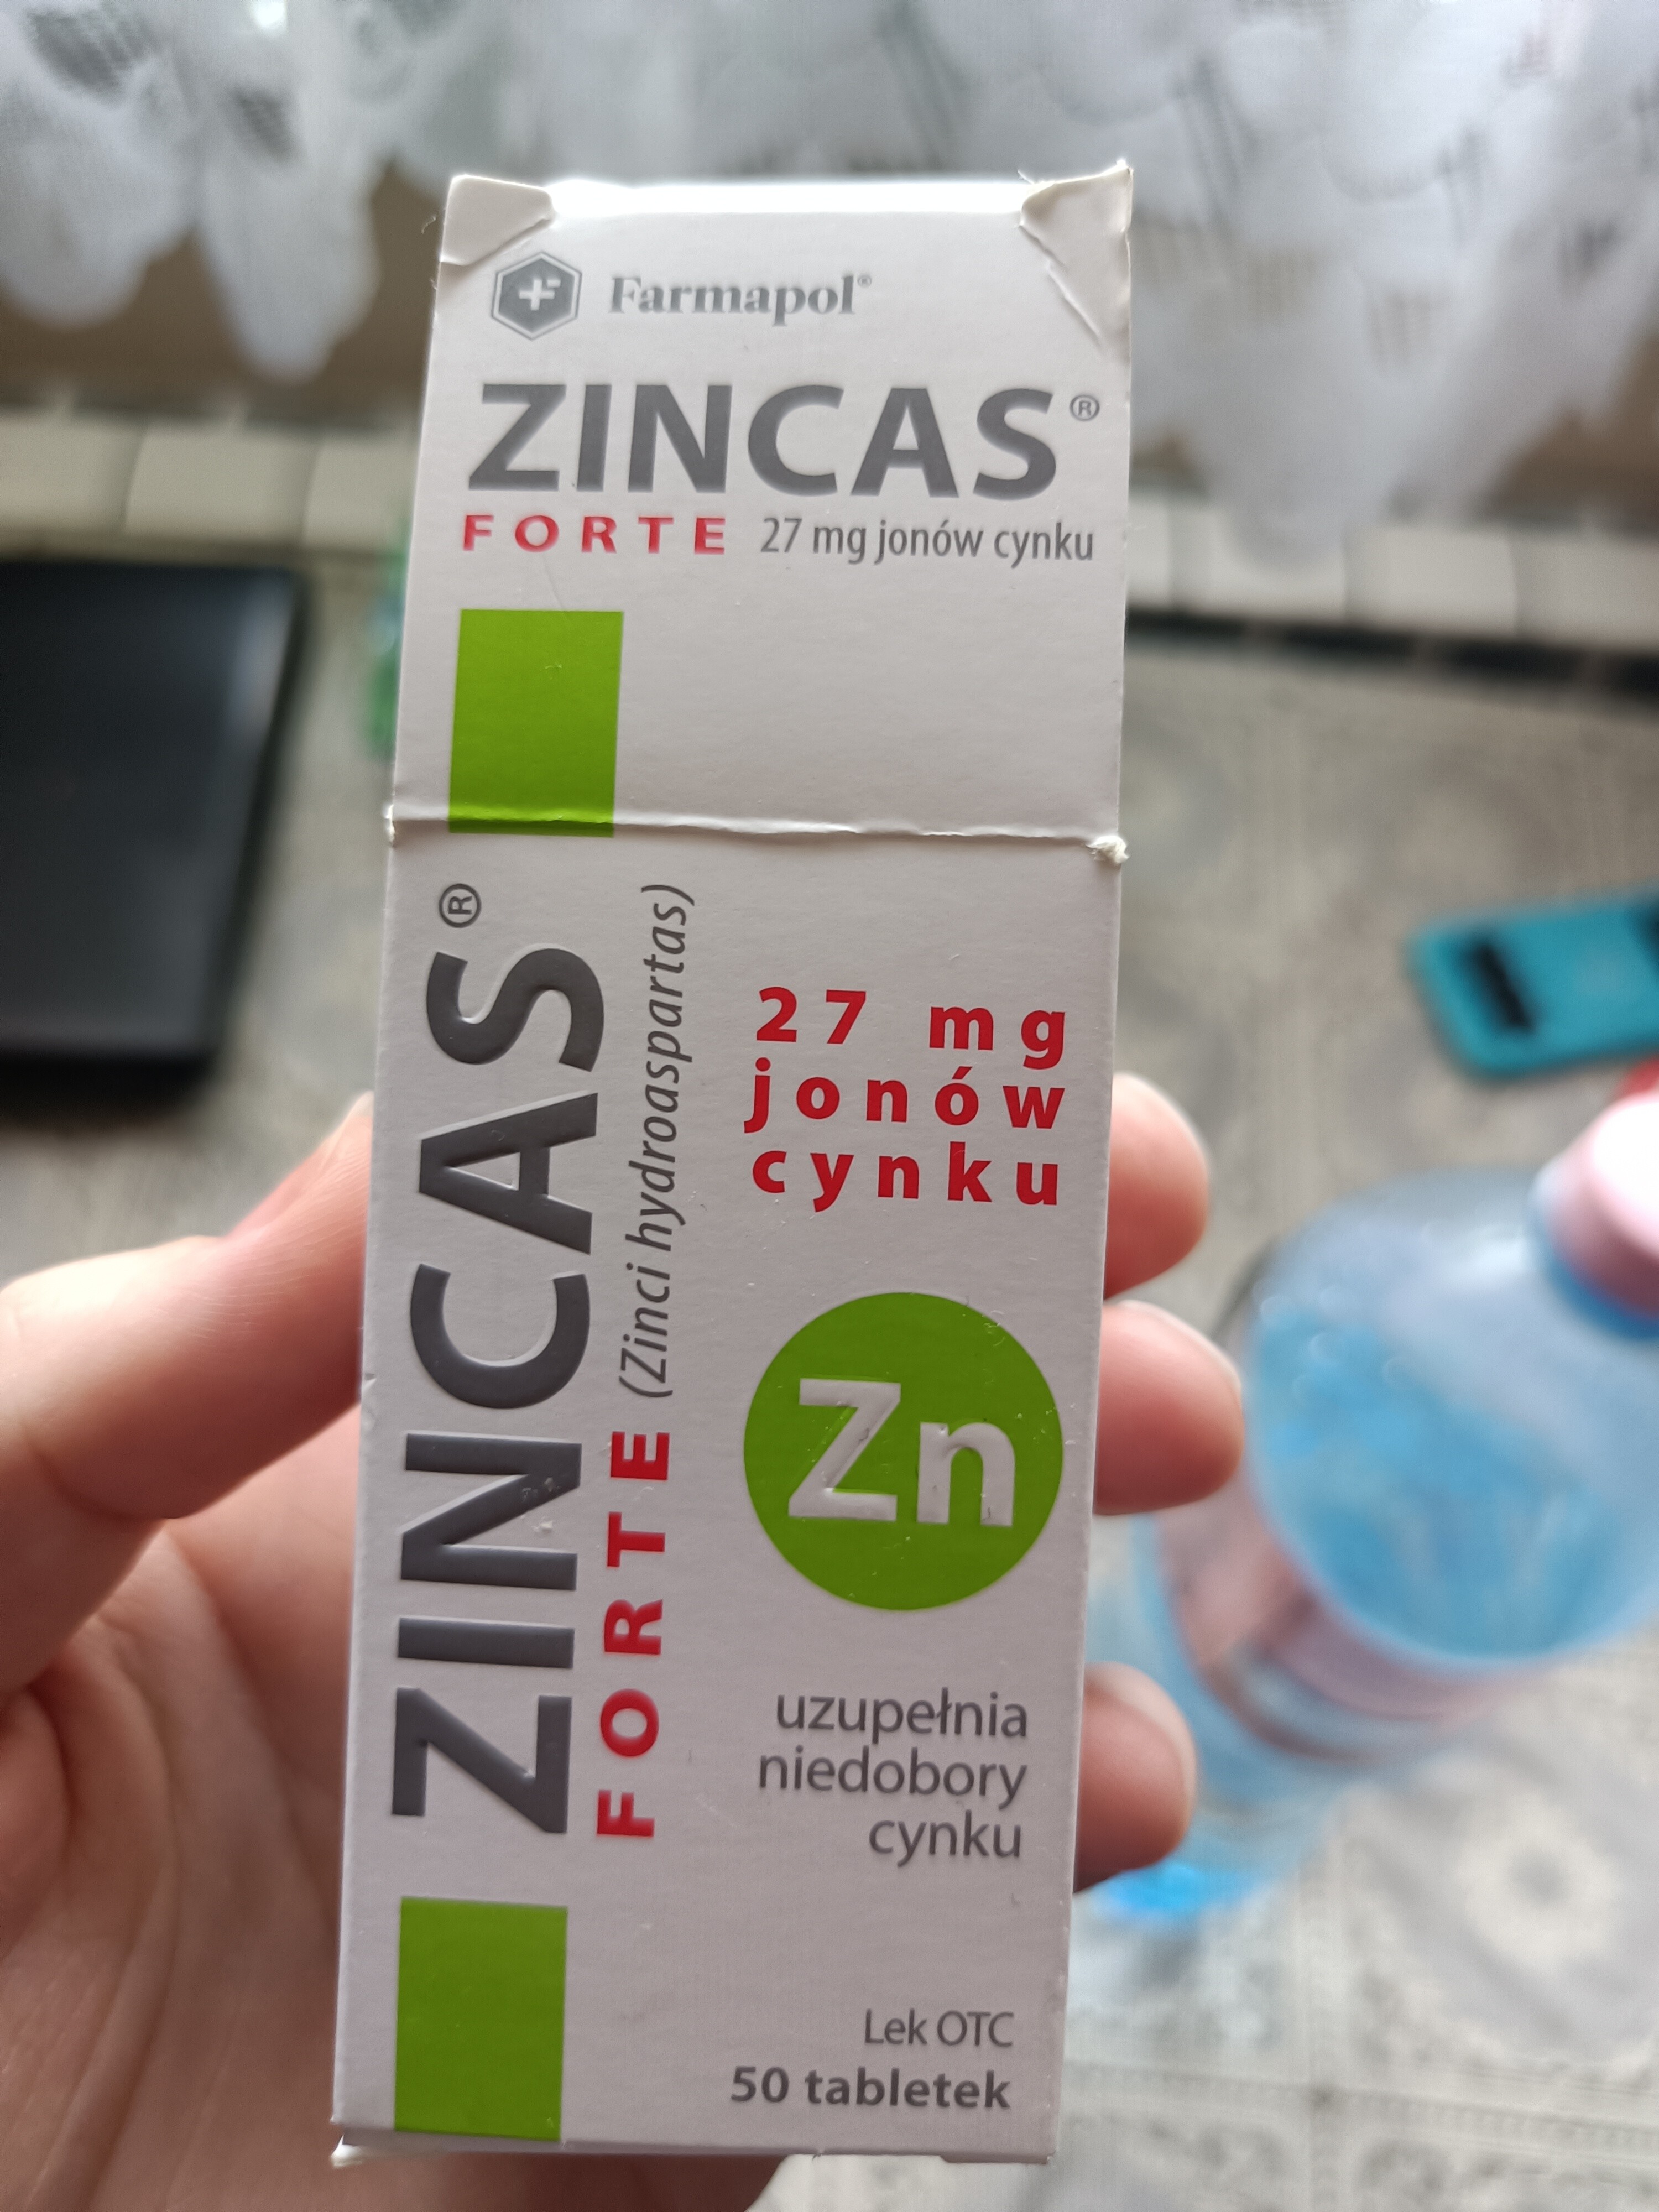 Farmapol®
ZINCAS®
FORTE 27 mg jonów cynku
ZINCAS®
FORTE (Zinci hydroaspartas)
27 mg
jonów
cynku
Zn
uzupełnia
niedobory
cynku
Lek OTC
50 tabletek